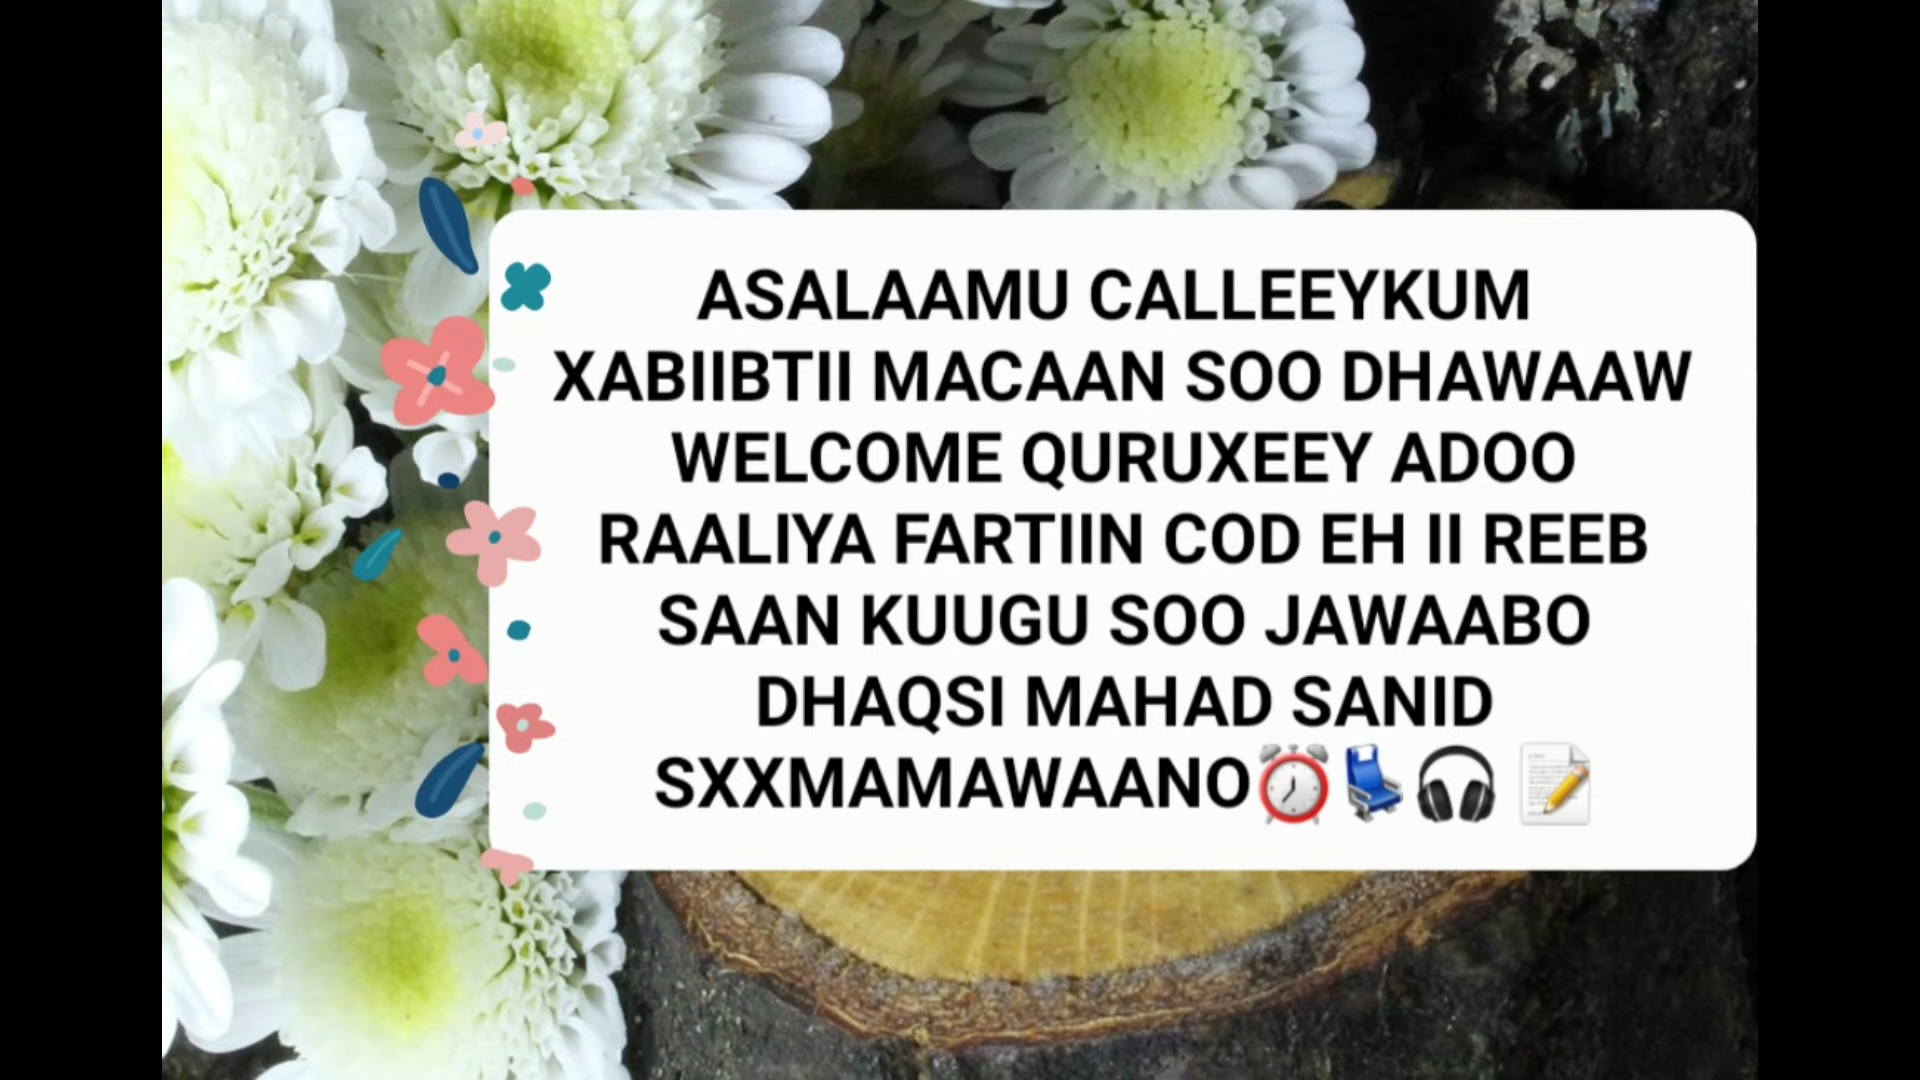 ASALAAMU CALLEEYKUM
XABIIBTII MACAAN SOO DHAWAAW
WELCOME QURUXEEY ADOO
RAALIYA FARTIIN COD EH II REEB
SAAN KUUGU SOO JAWAABO
DHAQSI MAHAD SANID
SXXMAMAWAANO⏰💺🎧 📝